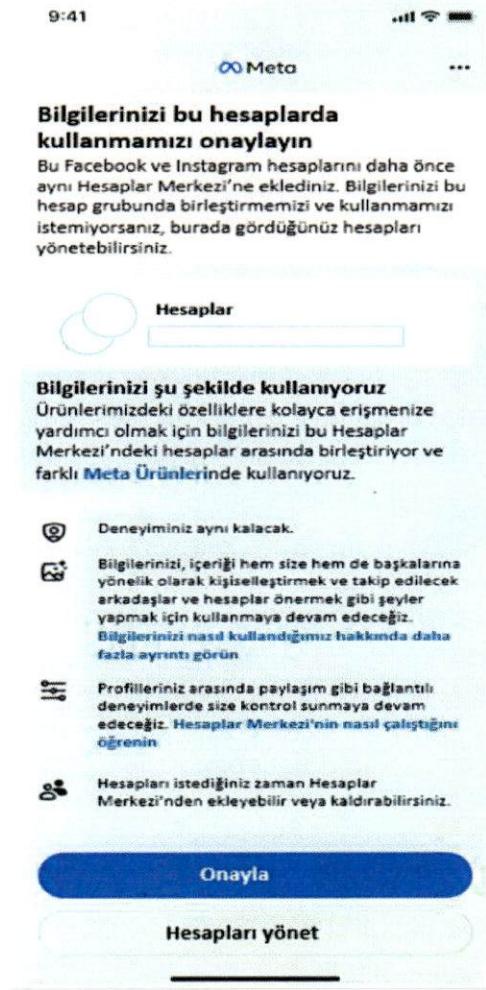 9:41
Meta
Bilgilerinizi bu hesaplarda
kullanmamızı onaylayın
Bu Facebook ve Instagram hesaplarını daha önce
aynı Hesaplar Merkezi'ne eklediniz. Bilgilerinizi bu
hesap grubunda birleştirmemizi ve kullanmamızı
istemiyorsanız, burada gördüğünüz hesapları
yönetebilirsiniz.
Hesaplar
Bilgilerinizi şu şekilde kullanıyoruz
Ürünlerimizdeki özelliklere kolayca erişmenize
yardımcı olmak için bilgilerinizi bu Hesaplar
Merkezi'ndeki hesaplar arasında birleştiriyor ve
farklı Meta Ürünlerinde kullanıyoruz.
Deneyiminiz aynı kalacak.
Bilgilerinizi, içeriği hem size hem de başkalarına
yönelik olarak kişiselleştirmek ve takip edilecek
arkadaşlar ve hesaplar önermek gibi şeyler
yapmak için kullanmaya devam edeceğiz.
Bilgilerinizi nasıl kullandığımız hakkında daha
fazla ayrıntı görün
Profilleriniz arasında paylaşım gibi bağlantılı
deneyimlerde size kontrol sunmaya devam
edeceğiz. Hesaplar Merkezi'nin nasıl çalıştığını
öğrenin
Hesapları istediğiniz zaman Hesaplar
Merkezi'nden ekleyebilir veya kaldırabilirsiniz.
Onayla
Hesapları yönet